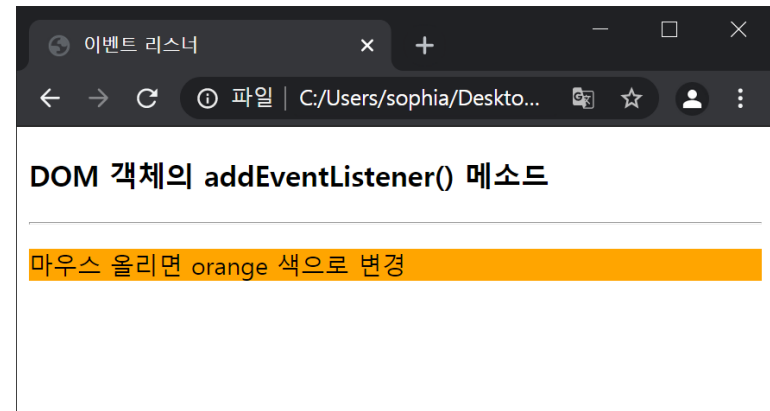 이벤트 리스너
파일 | C:/Users/sophia/Deskto...
DOM 객체의 addEventListener() 메소드
마우스 올리면 orange 색으로 변경